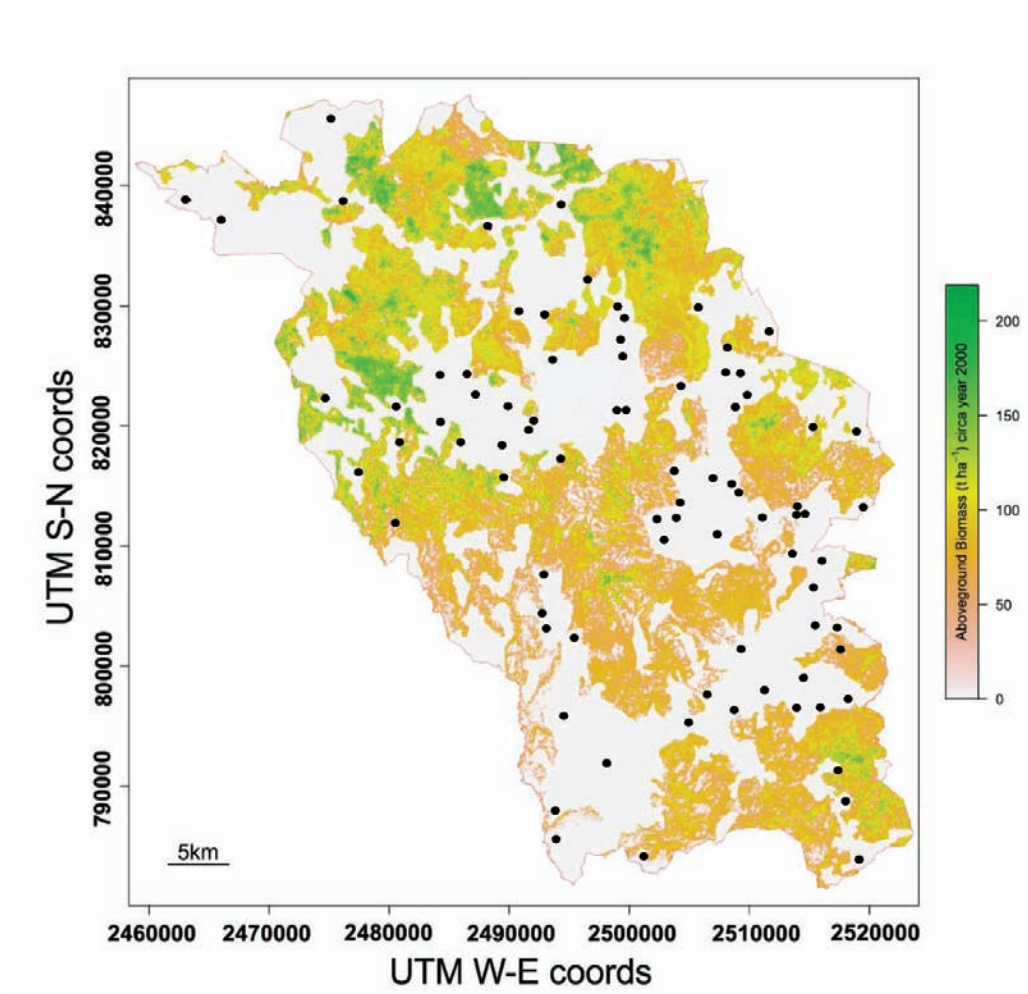 UTM S-N coords
840000
830000
820000
810000
800000
790000
5km
2460000 2470000 2480000 2490000 2500000 2510000 2520000
UTM W-E coords
Aboveground Biomass (t ha⁻¹) circa year 2000
200
150
100
50
0